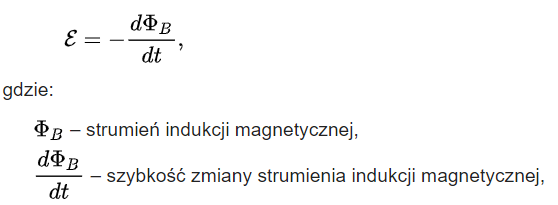 ℰ = −dΦ_B/dt,
gdzie:
Φ_B – strumień indukcji magnetycznej,
dΦ_B/dt – szybkość zmiany strumienia indukcji magnetycznej,